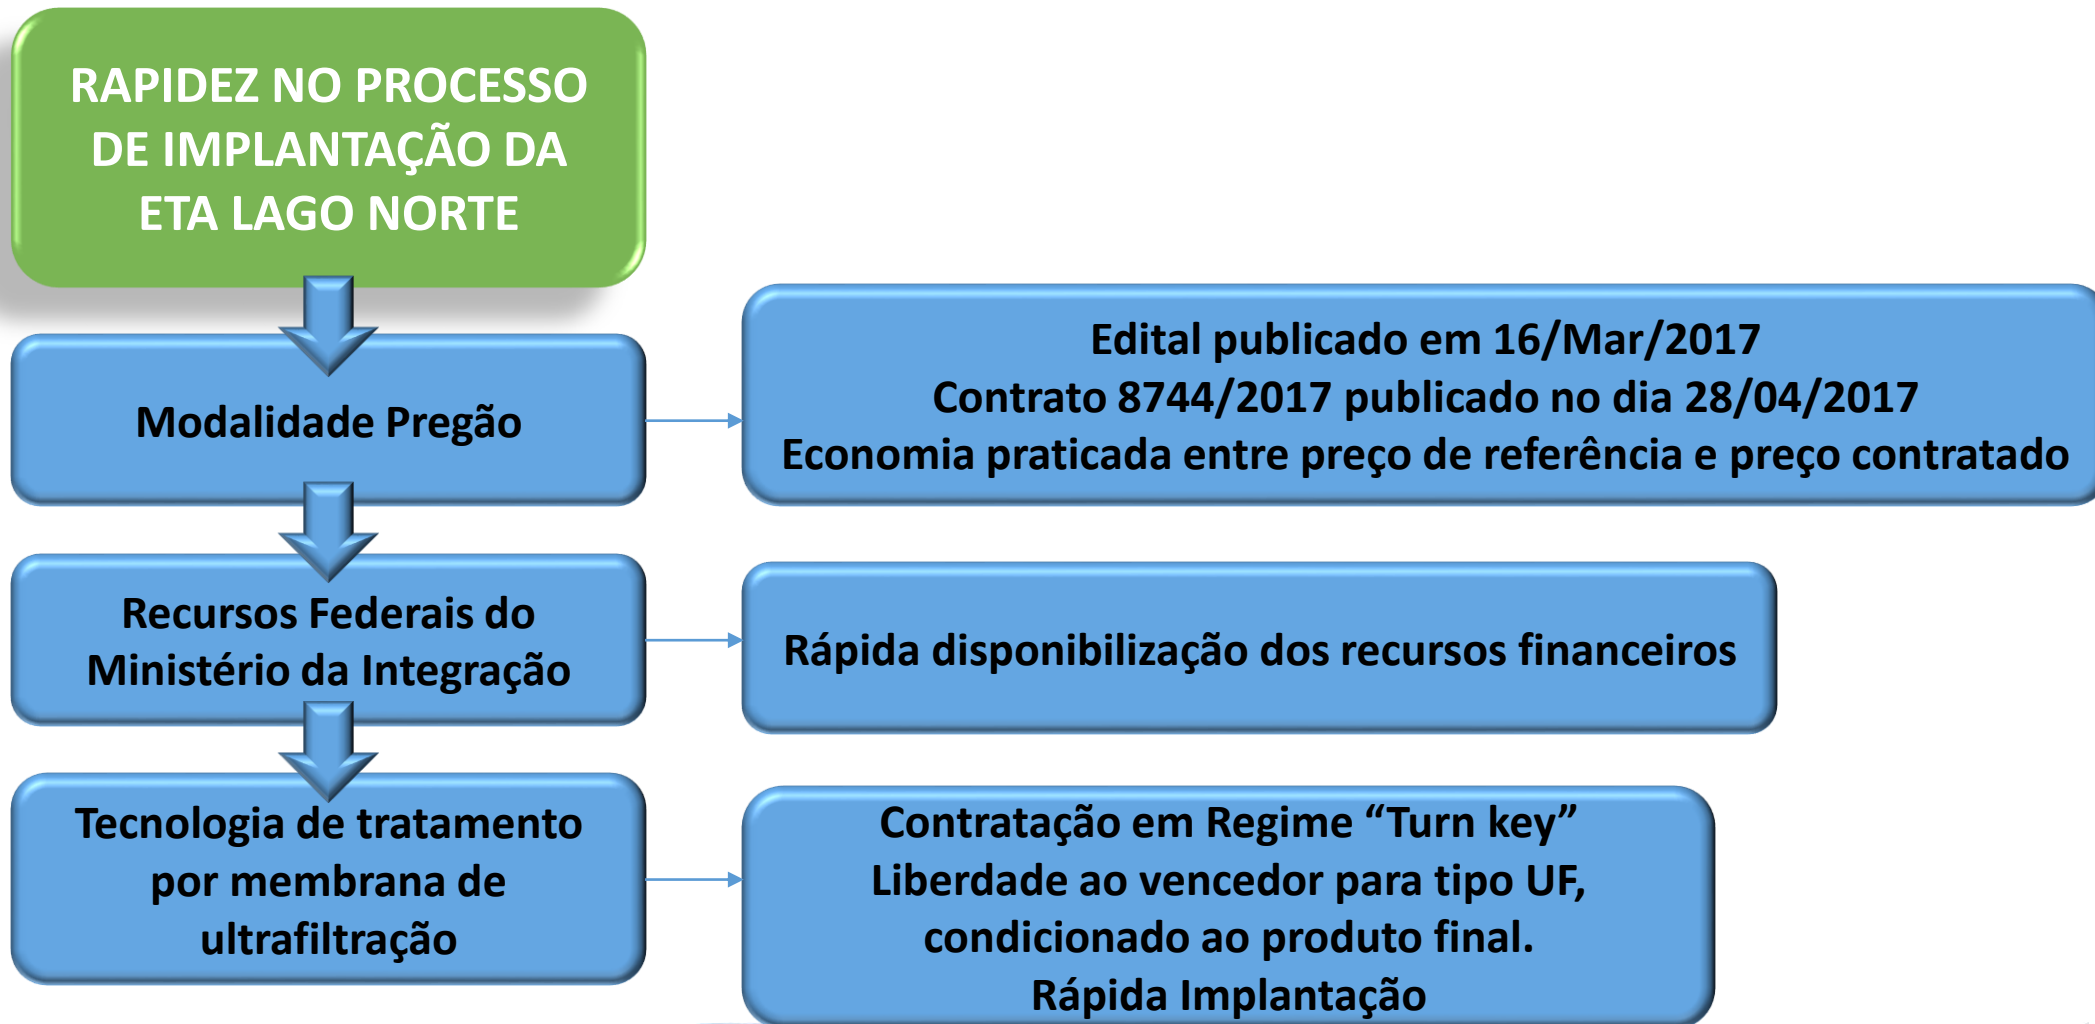 RAPIDEZ NO PROCESSO
DE IMPLANTAÇÃO DA
ETA LAGO NORTE
Modalidade Pregão
Edital publicado em 16/Mar/2017
Contrato 8744/2017 publicado no dia 28/04/2017
Economia praticada entre preço de referência e preço contratado
Recursos Federais do
Ministério da Integração
Rápida disponibilização dos recursos financeiros
Tecnologia de tratamento
por membrana de
ultrafiltração
Contratação em Regime “Turn key”
Liberdade ao vencedor para tipo UF,
condicionado ao produto final.
Rápida Implantação